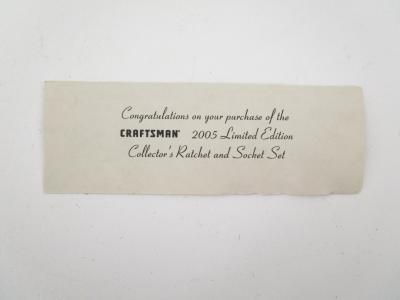 Congratulations on your purchase of the
CRAFTSMAN® 2005 Limited Edition
Collector's Ratchet and Socket Set